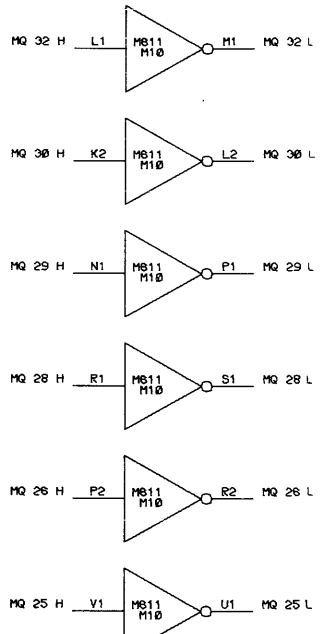 MQ 32 H L1 M611 M1 MQ 32 L
M10
MQ 30 H K2 M611 L2 MQ 30 L
M10
MQ 29 H N1 M611 P1 MQ 29 L
M10
MQ 28 H R1 M611 S1 MQ 28 L
M10
MQ 26 H P2 M611 R2 MQ 26 L
M10
MQ 25 H V1 M611 U1 MQ 25 L
M10